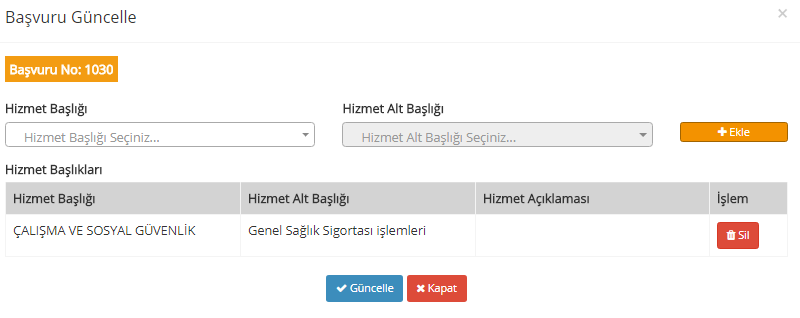 Başvuru Güncelle
×
Başvuru No: 1030
Hizmet Başlığı Hizmet Alt Başlığı
Hizmet Başlığı Seçiniz... Hizmet Alt Başlığı Seçiniz... Ekle
Hizmet Başlıkları
Hizmet Başlığı Hizmet Alt Başlığı Hizmet Açıklaması İşlem
ÇALIŞMA VE SOSYAL GÜVENLİK Genel Sağlık Sigortası işlemleri Sil
Güncelle Kapat